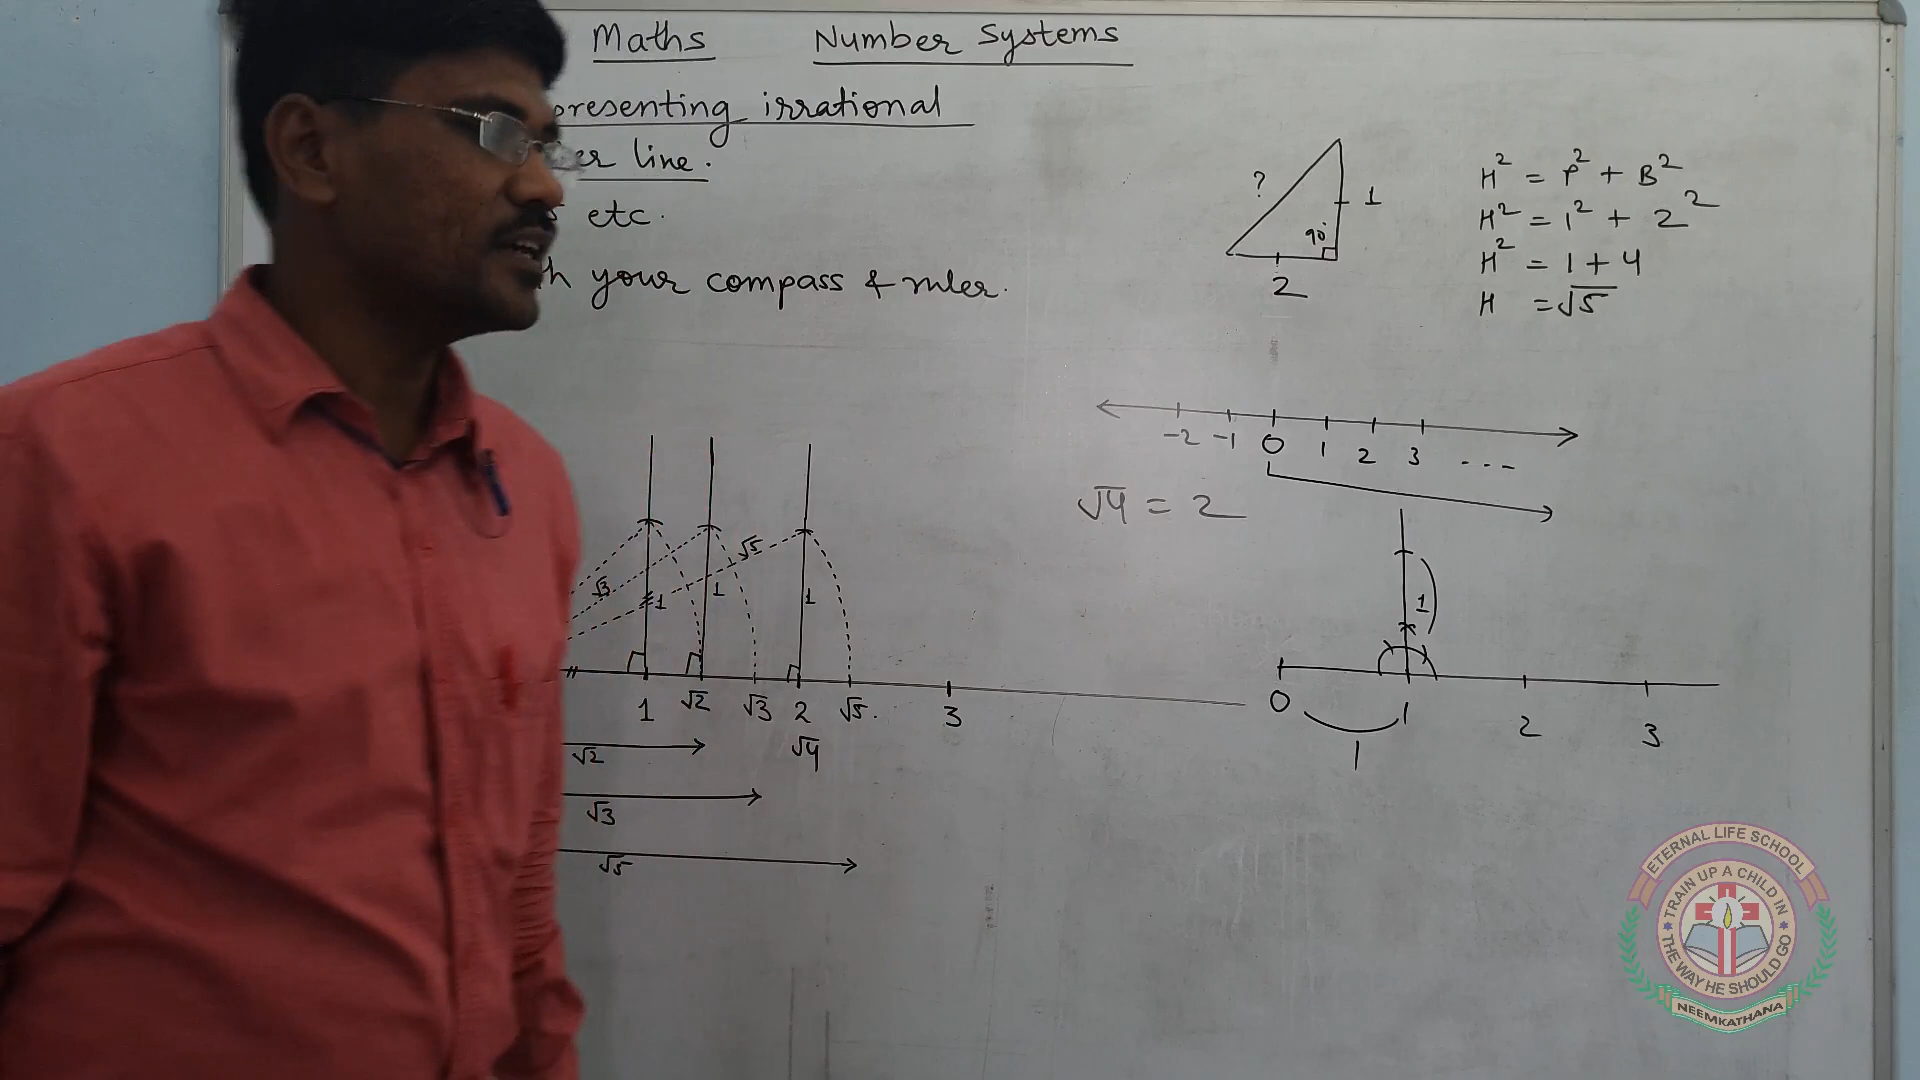 Maths Number Systems
presenting irrational
er line.
etc.
h your compass & ruler.
? 1
90°
2
H² = P² + B²
H² = 1² + 2²
H² = 1 + 4
H = √5
-2 -1 0 1 2 3 ...
√4 = 2
√3 √5
1 1 1
1 √2 √3 2 √5. 3
√4
√2
√3
√5
1
0 1 2 3
1
ETERNAL LIFE SCHOOL
TRAIN UP A CHILD IN
THE WAY HE SHOULD GO
NEEMKATHANA